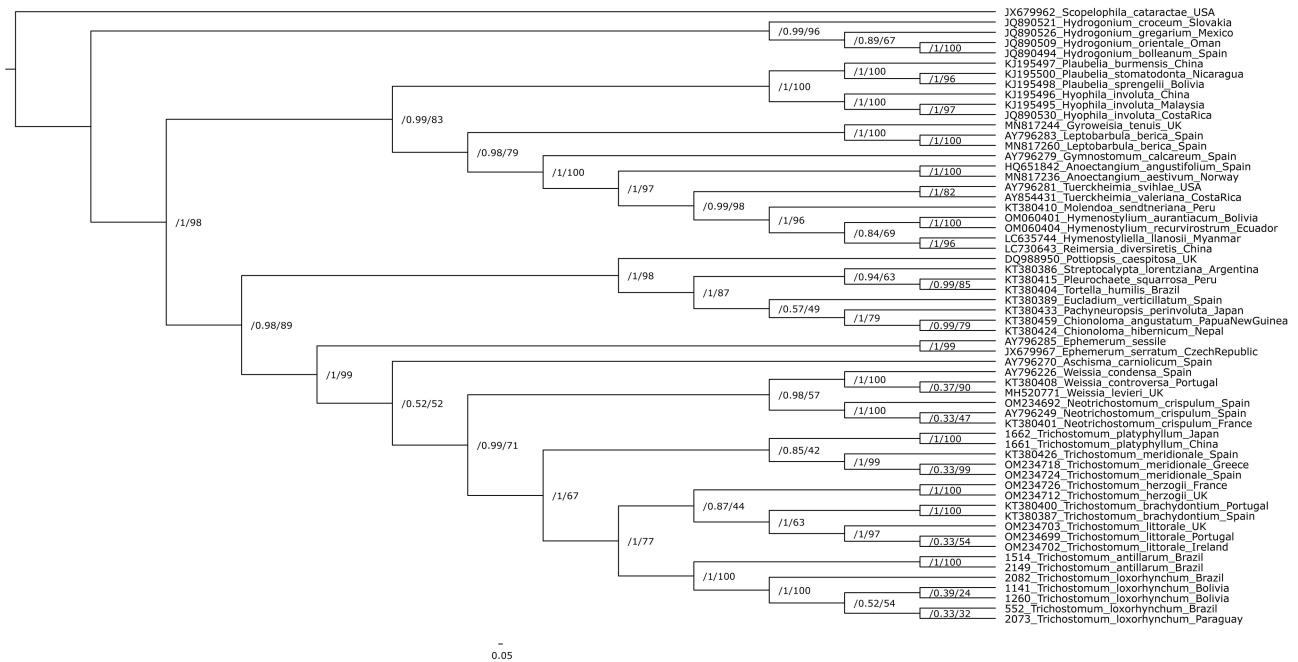 JX679962_Scopelophila_cataractae_USA
JQ890521_Hydrogonium_croceum_Slovakia
/0.99/96
JQ890526_Hydrogonium_gregarium_Mexico
/0.89/67
JQ890509_Hydrogonium_orientale_Oman
/1/100
JQ890494_Hydrogonium_bolleanum_Spain
KJ195497_Plaubelia_burmensis_China
/1/100
KJ195500_Plaubelia_stomatodonta_Nicaragua
/1/96
KJ195498_Plaubelia_sprengelii_Bolivia
/1/100
KJ195496_Hyophila_involuta_China
/1/100
KJ195495_Hyophila_involuta_Malaysia
/1/97
JQ890530_Hyophila_involuta_CostaRica
/0.99/83
MN817244_Gyroweisia_tenuis_UK
/1/100
AY796283_Leptobarbula_berica_Spain
/1/100
MN817260_Leptobarbula_berica_Spain
/0.98/79
AY796279_Gymnostomum_calcareum_Spain
/1/100
HQ651842_Anoectangium_angustifolium_Spain
/1/100
MN817236_Anoectangium_aestivum_Norway
/1/97
AY796281_Tuerckheimia_svihlae_USA
/1/82
AY854431_Tuerckheimia_valeriana_CostaRica
/0.99/98
KT380410_Molendoa_sendtneriana_Peru
/1/96
OM060401_Hymenostylium_aurantiacum_Bolivia
/1/100
OM060404_Hymenostylium_recurvirostrum_Ecuador
/0.84/69
LC635744_Hymenostyliella_llanosii_Myanmar
/1/96
LC730643_Reimersia_diversiretis_China
/1/98
DQ988950_Pottiopsis_caespitosa_UK
/1/98
KT380386_Streptocalypta_lorentziana_Argentina
/0.94/63
KT380415_Pleurochaete_squarrosa_Peru
/0.99/85
KT380404_Tortella_humilis_Brazil
/1/87
KT380389_Eucladium_verticillatum_Spain
/0.57/49
KT380433_Pachyneuropsis_perinvoluta_Japan
/1/79
KT380459_Chionoloma_angustatum_PapuaNewGuinea
/0.99/79
KT380424_Chionoloma_hibernicum_Nepal
/0.98/89
AY796285_Ephemerum_sessile
/1/99
JX679967_Ephemerum_serratum_CzechRepublic
/1/99
AY796270_Aschisma_carniolicum_Spain
/0.52/52
AY796226_Weissia_condensa_Spain
/1/100
KT380408_Weissia_controversa_Portugal
/0.37/90
MH520771_Weissia_levieri_UK
/0.98/57
OM234692_Neotrichostomum_crispulum_Spain
/1/100
AY796249_Neotrichostomum_crispulum_Spain
/0.33/47
KT380401_Neotrichostomum_crispulum_France
/0.99/71
1662_Trichostomum_platyphyllum_Japan
/1/100
1661_Trichostomum_platyphyllum_China
/0.85/42
KT380426_Trichostomum_meridionale_Spain
/1/99
OM234718_Trichostomum_meridionale_Greece
/0.33/99
OM234724_Trichostomum_meridionale_Spain
/1/67
OM234726_Trichostomum_herzogii_France
/1/100
OM234712_Trichostomum_herzogii_UK
/0.87/44
KT380400_Trichostomum_brachydontium_Portugal
/1/100
KT380387_Trichostomum_brachydontium_Spain
/1/63
OM234703_Trichostomum_littorale_UK
/1/97
OM234699_Trichostomum_littorale_Portugal
/0.33/54
OM234702_Trichostomum_littorale_Ireland
/1/77
1514_Trichostomum_antillarum_Brazil
/1/100
2149_Trichostomum_antillarum_Brazil
/1/100
2082_Trichostomum_loxorhynchum_Brazil
/1/100
1141_Trichostomum_loxorhynchum_Bolivia
/0.39/24
1260_Trichostomum_loxorhynchum_Bolivia
/0.52/54
552_Trichostomum_loxorhynchum_Brazil
/0.33/32
2073_Trichostomum_loxorhynchum_Paraguay
0.05